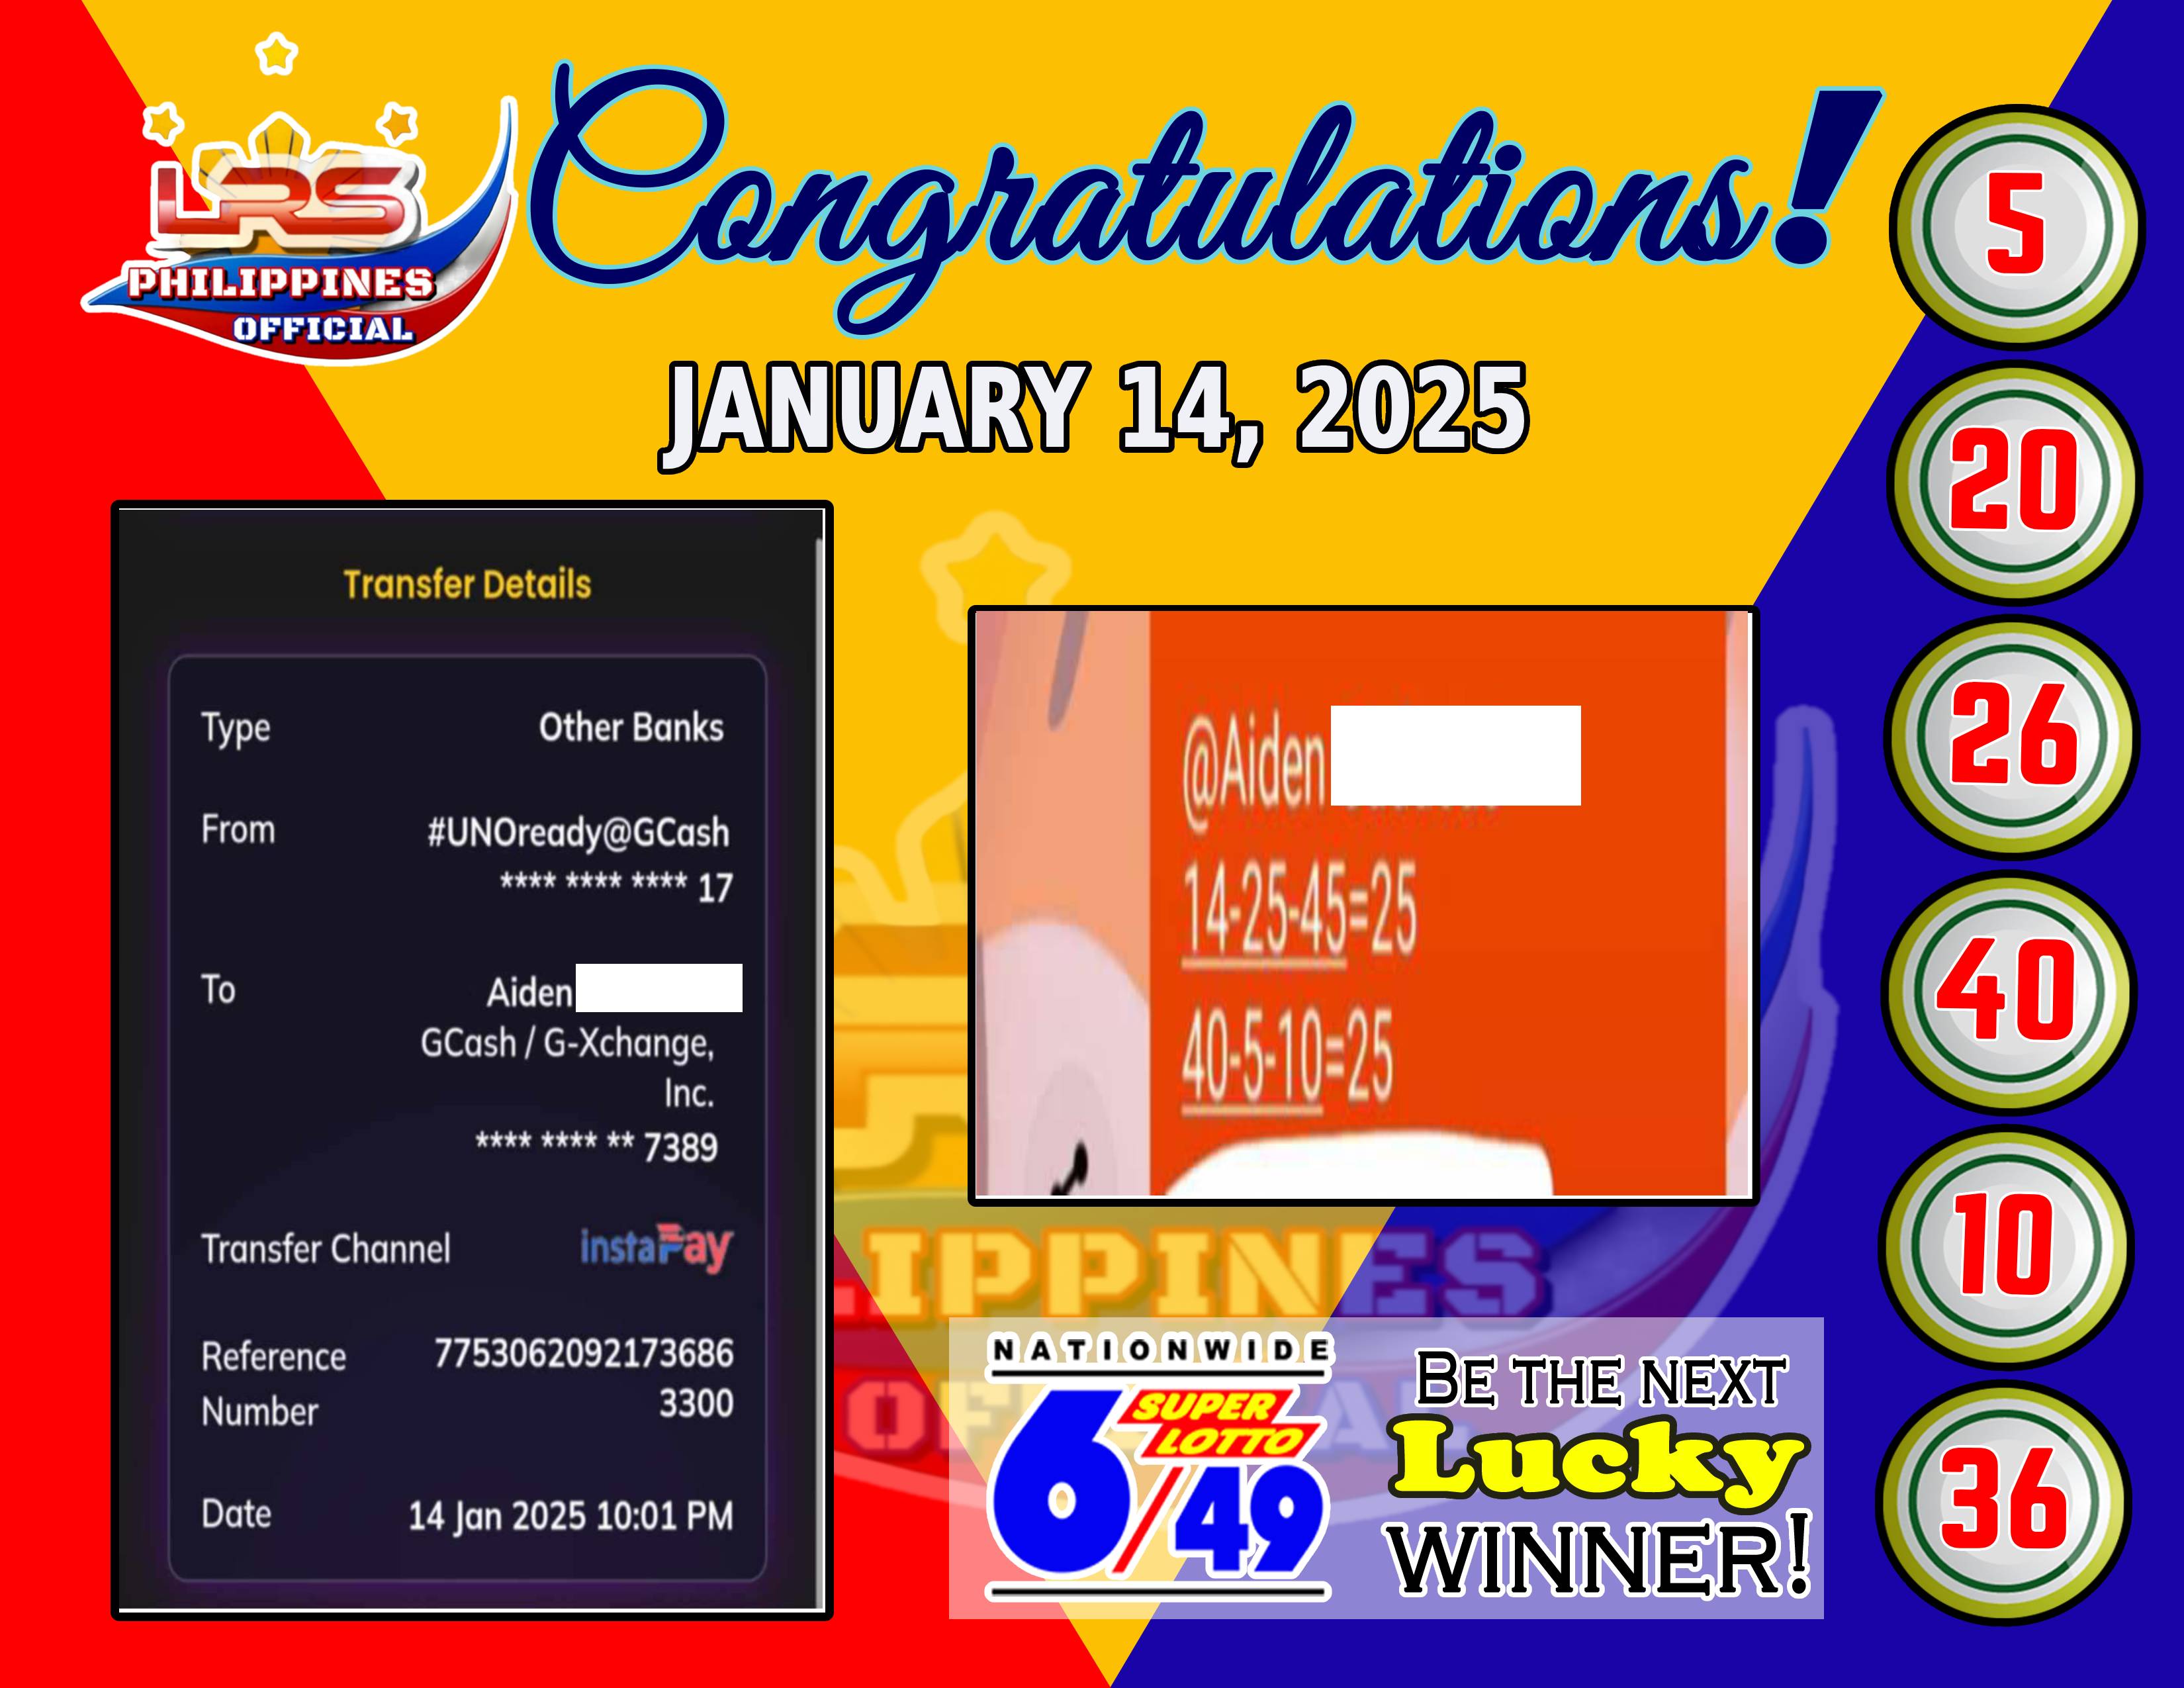 LRS
PHILIPPINES
OFFICIAL
Congratulations!
JANUARY 14, 2025
Transfer Details
Type Other Banks
From #UNOready@GCash
**** **** **** 17
To Aiden
GCash / G-Xchange,
Inc.
**** **** ** 7389
Transfer Channel instaPay
Reference 7753062092173686
Number 3300
Date 14 Jan 2025 10:01 PM
@Aiden
14-25-45=25
40-5-10=25
NATIONWIDE
SUPER
LOTTO
6/49
BE THE NEXT
Lucky
WINNER!
5
20
26
40
10
36